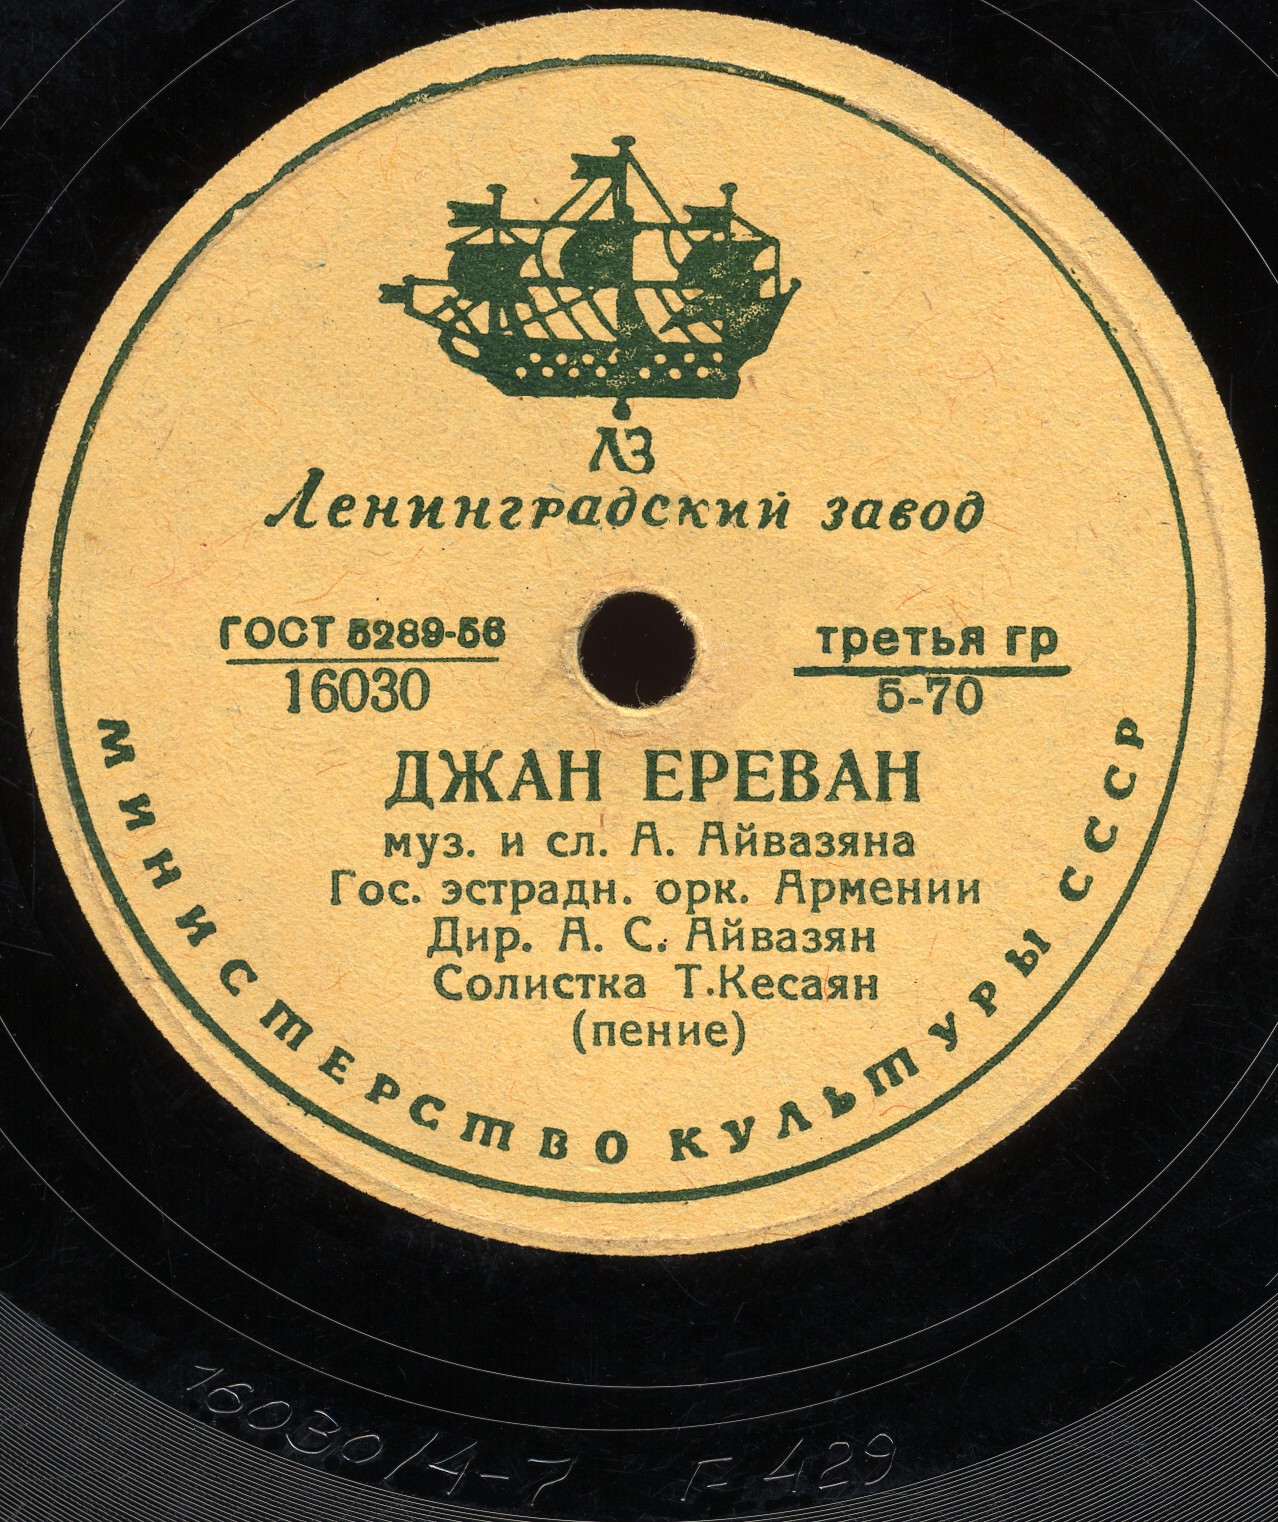 ЛЗ
Ленинградский завод
ГОСТ 5289-56
16030
третья гр
5-70
ДЖАН ЕРЕВАН
муз. и сл. А. Айвазяна
Гос. эстрадн. орк. Армении
Дир. А. С. Айвазян
Солистка Т. Кесаян
(пение)
МИНИСТЕРСТВО КУЛЬТУРЫ СССР
16030/4-7 Г-429